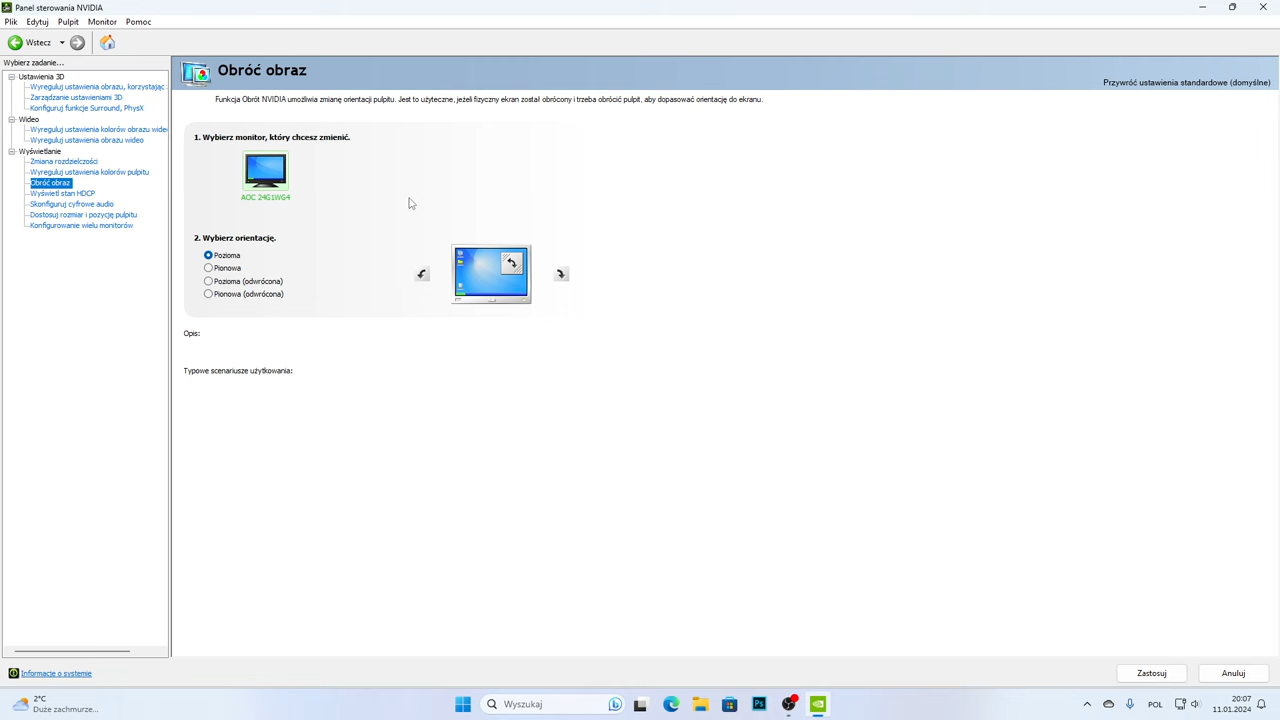 Panel sterowania NVIDIA
Plik Edytuj Pulpit Monitor Pomoc
Wstecz
Wybierz zadanie...
Ustawienia 3D
Wyreguluj ustawienia obrazu, korzystając
Zarządzanie ustawieniami 3D
Konfiguruj funkcje Surround, PhysX
Wideo
Wyreguluj ustawienia kolorów obrazu wide
Wyreguluj ustawienia obrazu wideo
Wyświetlanie
Zmiana rozdzielczości
Wyreguluj ustawienia kolorów pulpitu
Obróć obraz
Wyświetl stan HDCP
Skonfiguruj cyfrowe audio
Dostosuj rozmiar i pozycję pulpitu
Konfigurowanie wielu monitorów
Informacje o systemie
Obróć obraz
Przywróć ustawienia standardowe (domyślne)
Funkcja Obrót NVIDIA umożliwia zmianę orientacji pulpitu. Jest to użyteczne, jeżeli fizyczny ekran został obrócony i trzeba obrócić pulpit, aby dopasować orientację do ekranu.
1. Wybierz monitor, który chcesz zmienić.
AOC 24G1WG4
2. Wybierz orientację.
Pozioma
Pionowa
Pozioma (odwrócona)
Pionowa (odwrócona)
Opis:
Typowe scenariusze użytkowania:
Zastosuj Anuluj
2°C
Duże zachmurze...
Wyszukaj
Ps
POL
20:07
11.01.2024